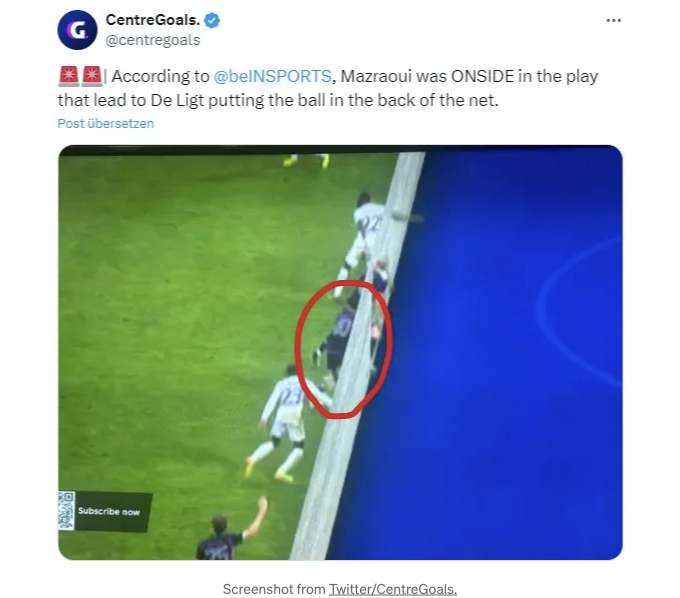 CentreGoals.
@centregoals
🚨🚨| According to @beINSPORTS, Mazraoui was ONSIDE in the play
that lead to De Ligt putting the ball in the back of the net.
Post übersetzen
22
23
Subscribe now
Screenshot from Twitter/CentreGoals.